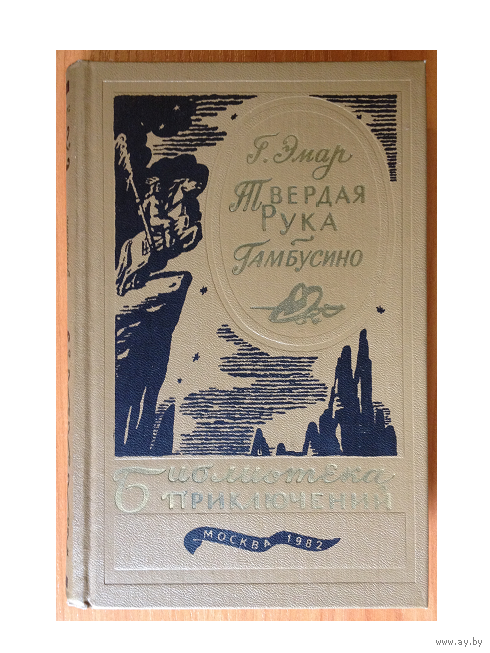 Г. Эмар
ТВЕРДАЯ
РУКА
ГАМБУСИНО
Библиотека
ПРИКЛЮЧЕНИЙ
МОСКВА 1982
www.ay.by